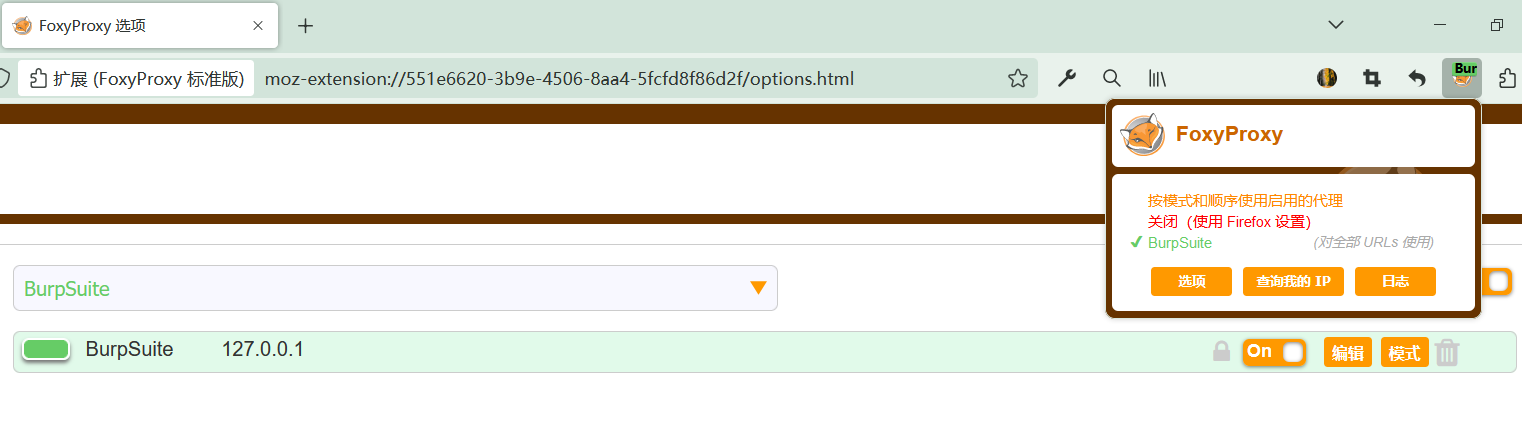 FoxyProxy 选项
扩展 (FoxyProxy 标准版)
moz-extension://551e6620-3b9e-4506-8aa4-5fcfd8f86d2f/options.html
Bur
FoxyProxy
按模式和顺序使用启用的代理
关闭（使用 Firefox 设置）
✔ BurpSuite (对全部 URLs 使用)
选项 查询我的 IP 日志
BurpSuite
BurpSuite 127.0.0.1 On 编辑 模式